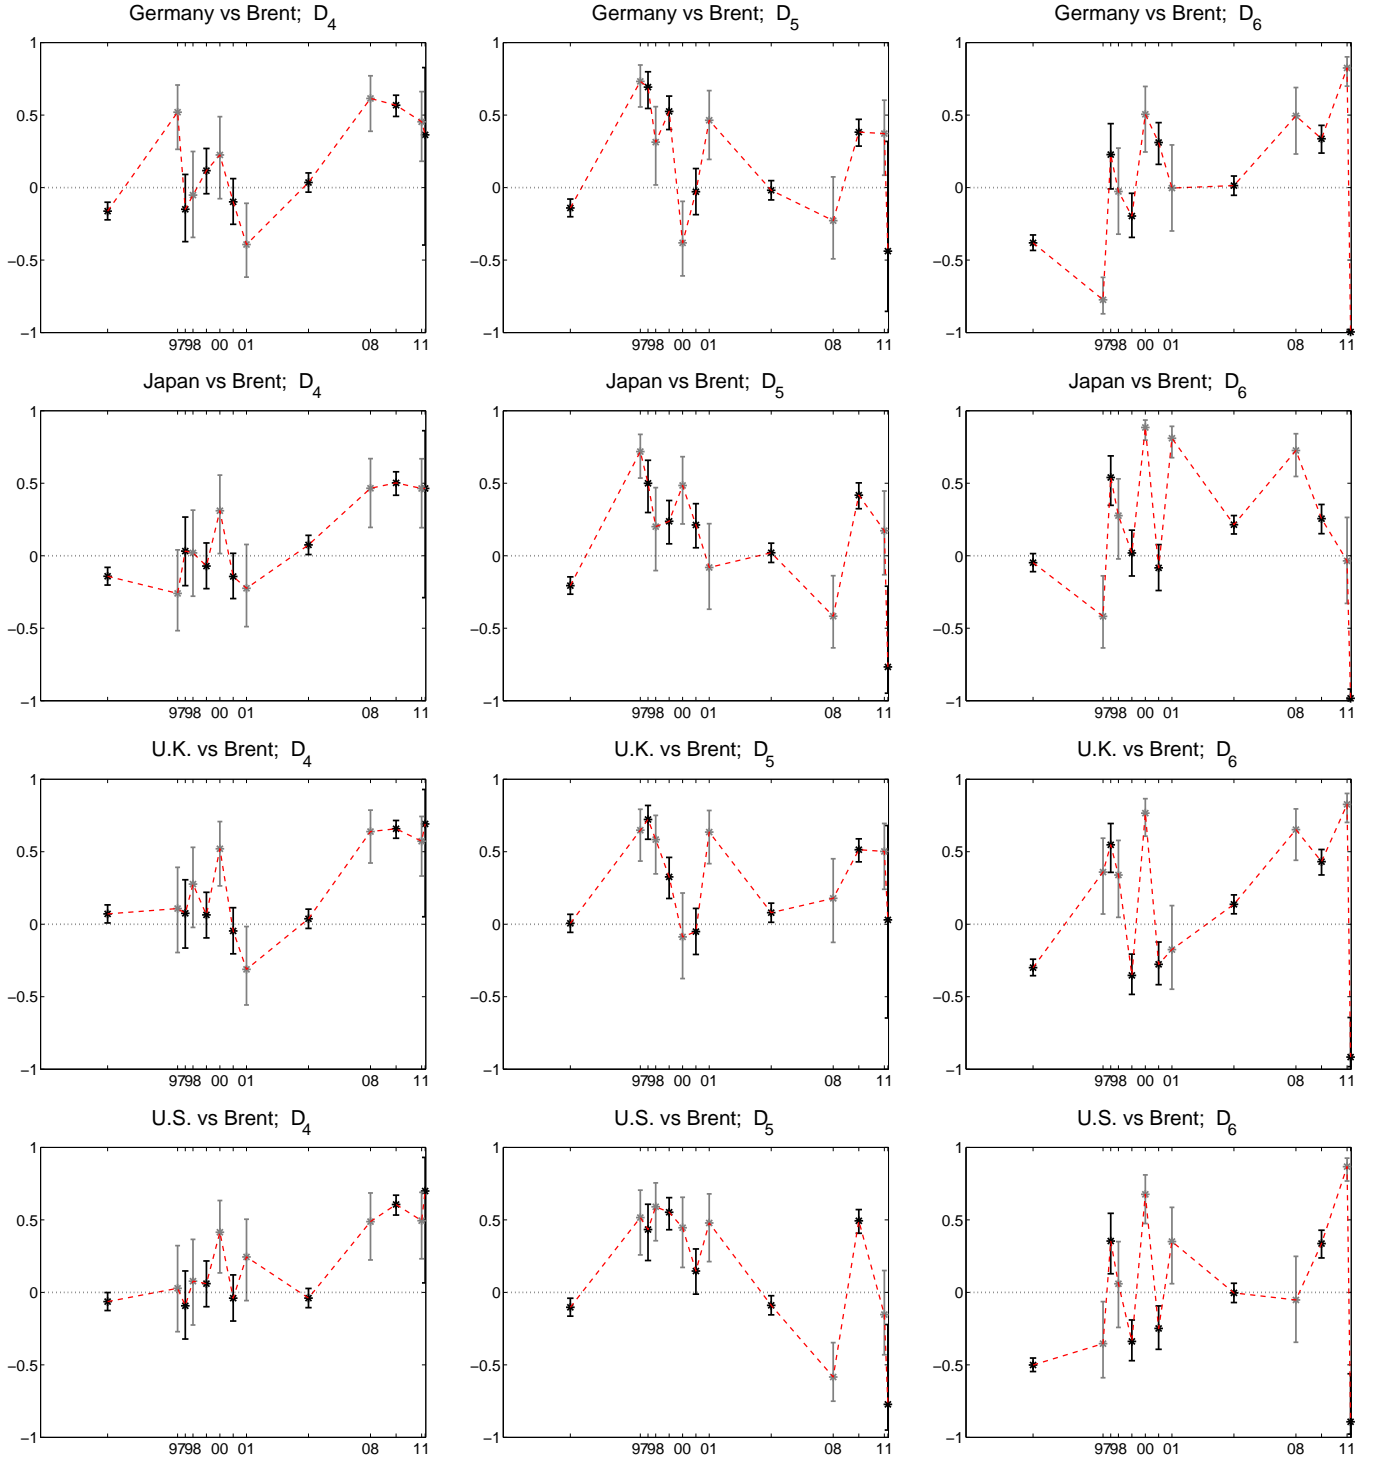 Germany vs Brent; D4
Germany vs Brent; D5
Germany vs Brent; D6
1
0.5
0
−0.5
−1
9798 00 01 08 11
1
0.5
0
−0.5
−1
9798 00 01 08 11
1
0.5
0
−0.5
−1
9798 00 01 08 11
Japan vs Brent; D4
Japan vs Brent; D5
Japan vs Brent; D6
1
0.5
0
−0.5
−1
9798 00 01 08 11
1
0.5
0
−0.5
−1
9798 00 01 08 11
1
0.5
0
−0.5
−1
9798 00 01 08 11
U.K. vs Brent; D4
U.K. vs Brent; D5
U.K. vs Brent; D6
1
0.5
0
−0.5
−1
9798 00 01 08 11
1
0.5
0
−0.5
−1
9798 00 01 08 11
1
0.5
0
−0.5
−1
9798 00 01 08 11
U.S. vs Brent; D4
U.S. vs Brent; D5
U.S. vs Brent; D6
1
0.5
0
−0.5
−1
9798 00 01 08 11
1
0.5
0
−0.5
−1
9798 00 01 08 11
1
0.5
0
−0.5
−1
9798 00 01 08 11